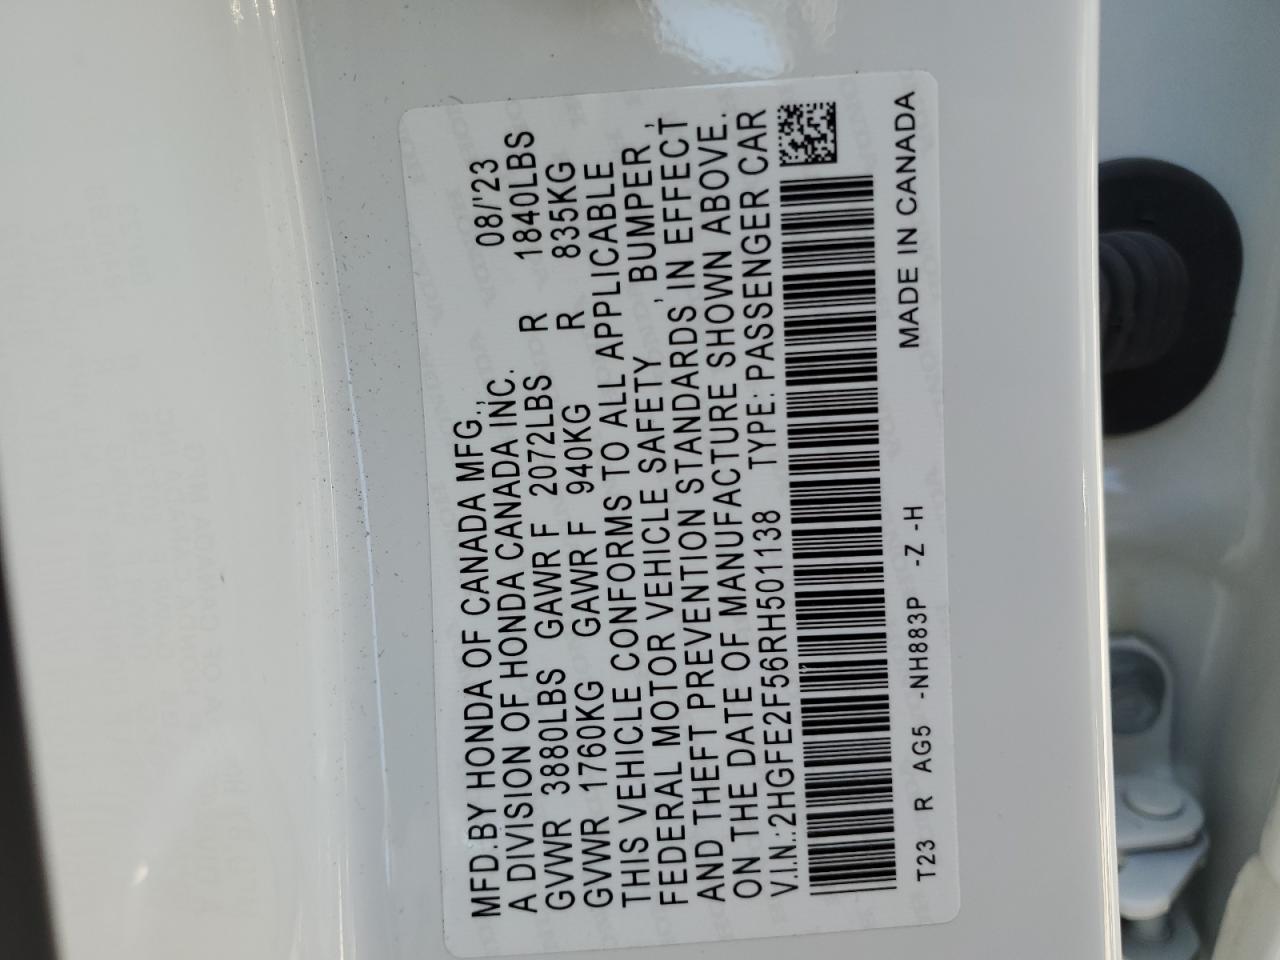 MFD.BY HONDA OF CANADA MFG., 08/'23
A DIVISION OF HONDA CANADA INC.
GVWR 3880LBS GAWR F 2072LBS R 1840LBS
GVWR 1760KG GAWR F 940KG R 835KG
THIS VEHICLE CONFORMS TO ALL APPLICABLE
FEDERAL MOTOR VEHICLE SAFETY, BUMPER,
AND THEFT PREVENTION STANDARDS IN EFFECT
ON THE DATE OF MANUFACTURE SHOWN ABOVE.
V.I.N.:2HGFE2F56RH501138 TYPE: PASSENGER CAR
T23 R AG5 -NH883P -Z -H MADE IN CANADA